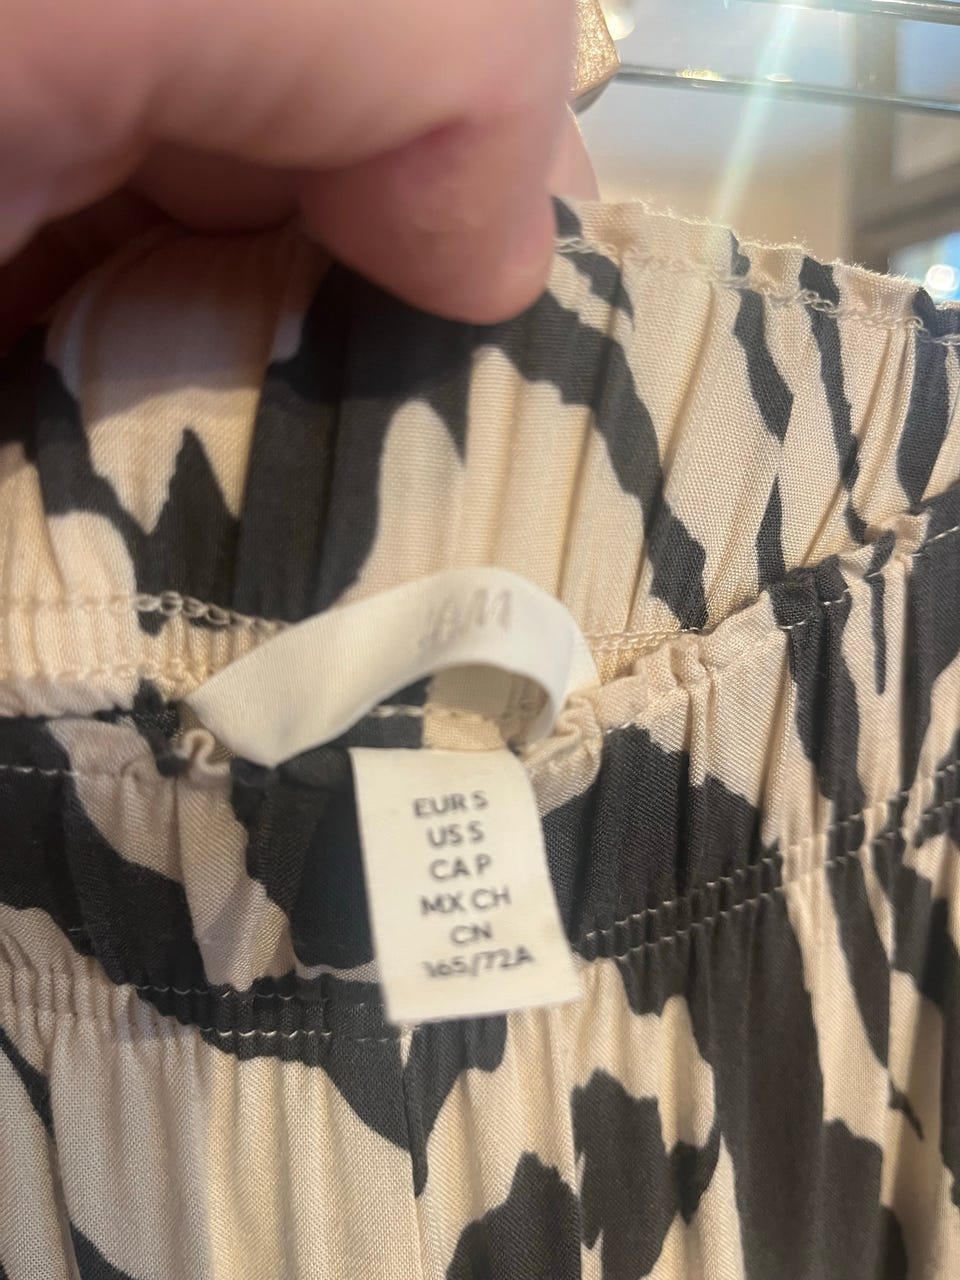 H&M
EUR S
US S
CA P
MX CH
CN
165/72A